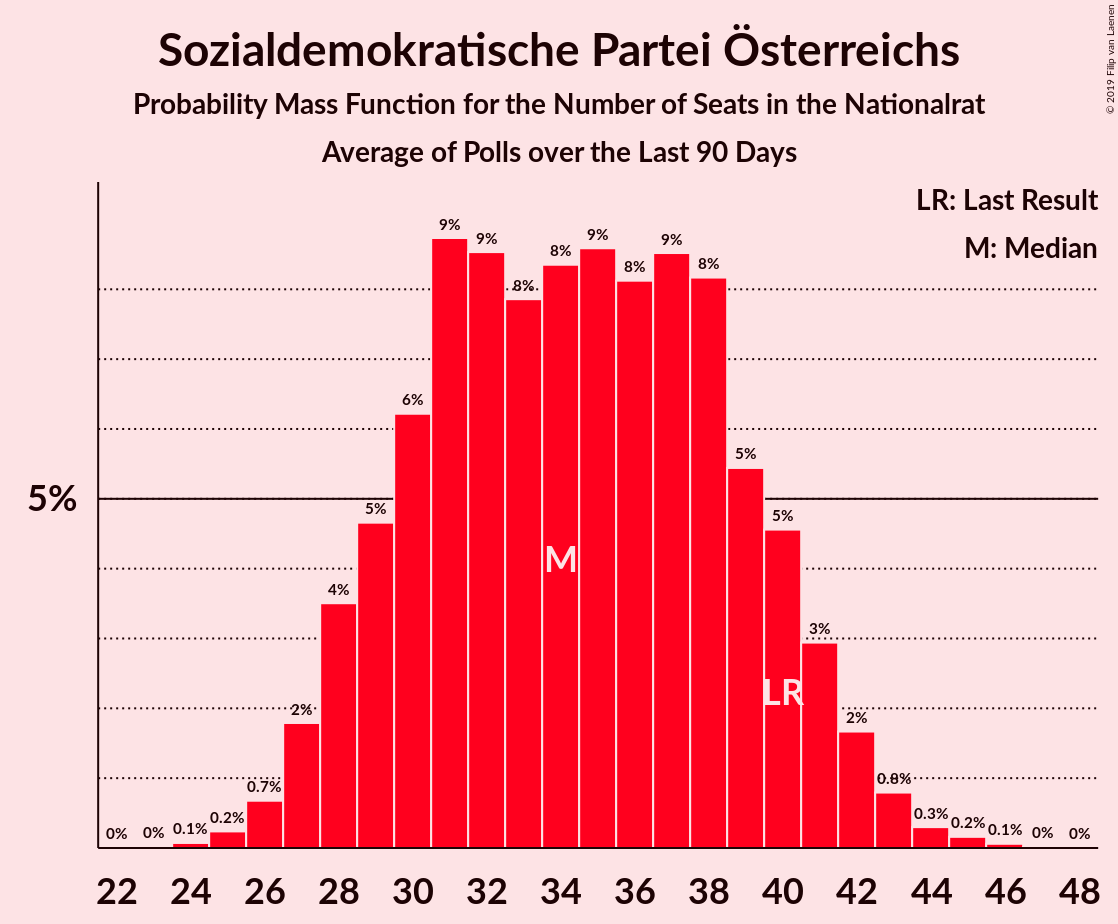 Sozialdemokratische Partei Österreichs
Probability Mass Function for the Number of Seats in the Nationalrat
Average of Polls over the Last 90 Days
© 2019 Filip van Laenen
LR: Last Result
M: Median
5%
0% 0% 0.1% 0.2% 0.7% 2% 4% 5% 6% 9% 9% 8% 8% 9% 8% 9% 8% 5% 5% 3% 2% 0.8% 0.3% 0.2% 0.1% 0% 0%
M
LR
22 24 26 28 30 32 34 36 38 40 42 44 46 48